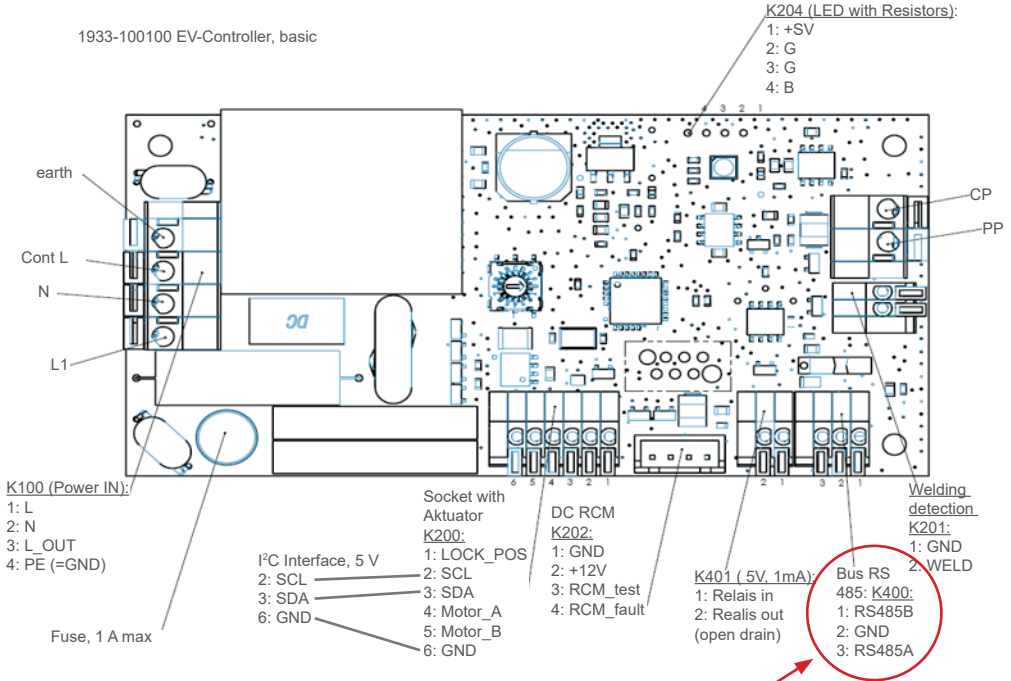 1933-100100 EV-Controller, basic
K204 (LED with Resistors):
1: +SV
2: G
3: G
4: B
4 3 2 1
earth
Cont L
N
L1
CP
PP
DC
6 5 4 3 2 1
2 1
3 2 1
K100 (Power IN):
1: L
2: N
3: L_OUT
4: PE (=GND)
Fuse, 1 A max
I²C Interface, 5 V
2: SCL
3: SDA
6: GND
Socket with
Aktuator
K200:
1: LOCK_POS
2: SCL
3: SDA
4: Motor_A
5: Motor_B
6: GND
DC RCM
K202:
1: GND
2: +12V
3: RCM_test
4: RCM_fault
K401 ( 5V, 1mA):
1: Relais in
2: Realis out
(open drain)
Bus RS
485: K400:
1: RS485B
2: GND
3: RS485A
Welding
detection
K201:
1: GND
2: WELD